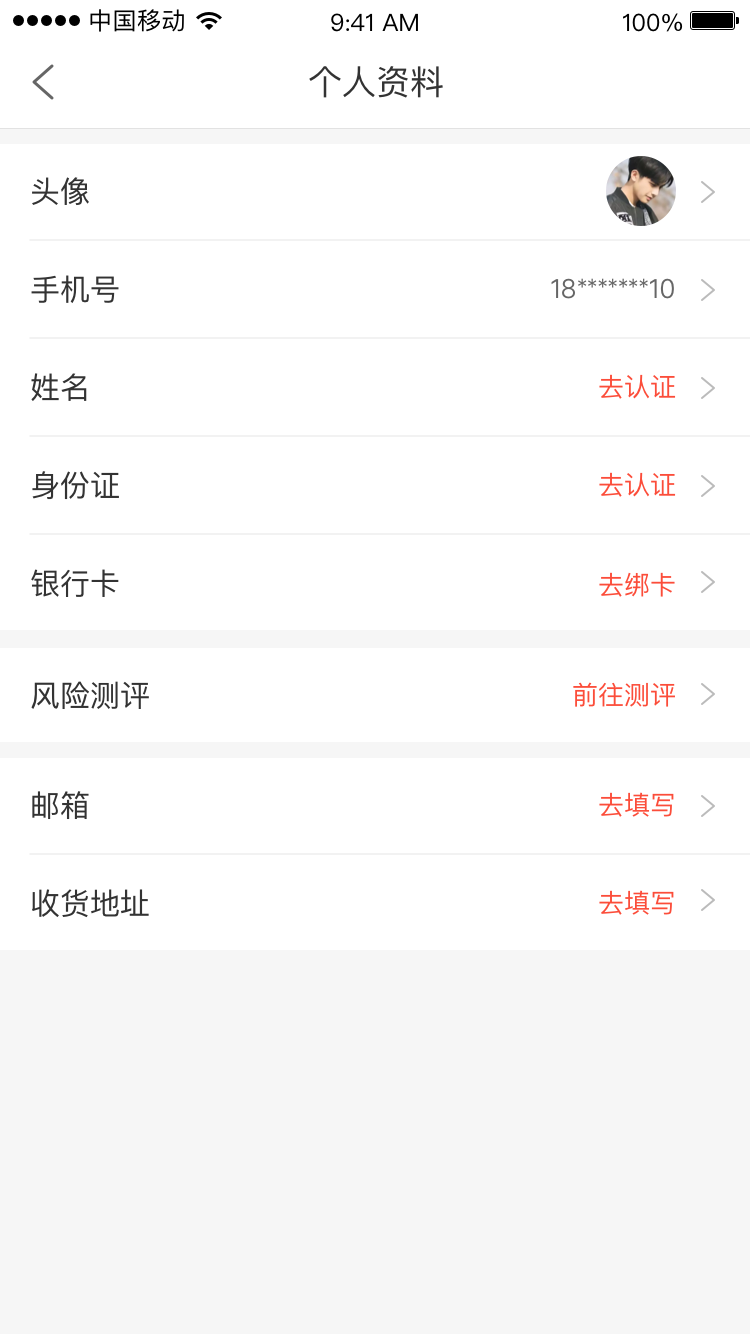 中国移动 9:41 AM 100%
个人资料
头像
手机号 18*******10
姓名 去认证
身份证 去认证
银行卡 去绑卡
风险测评 前往测评
邮箱 去填写
收货地址 去填写